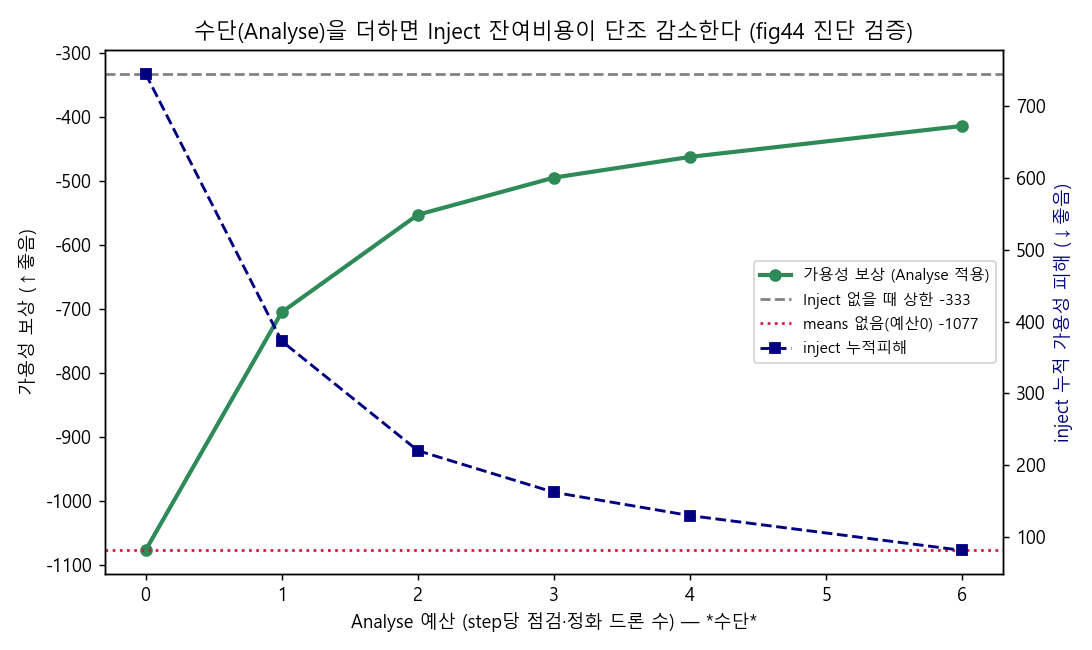 수단(Analyse)을 더하면 Inject 잔여비용이 단조 감소한다 (fig44 진단 검증)
가용성 보상 (↑좋음)
-300
-400
-500
-600
-700
-800
-900
-1000
-1100
가용성 보상 (Analyse 적용)
Inject 없을 때 상한 -333
means 없음(예산0) -1077
inject 누적피해
700
600
500
400
300
200
100
inject 누적 가용성 피해 (↓좋음)
0 1 2 3 4 5 6
Analyse 예산 (step당 점검·정화 드론 수) — *수단*